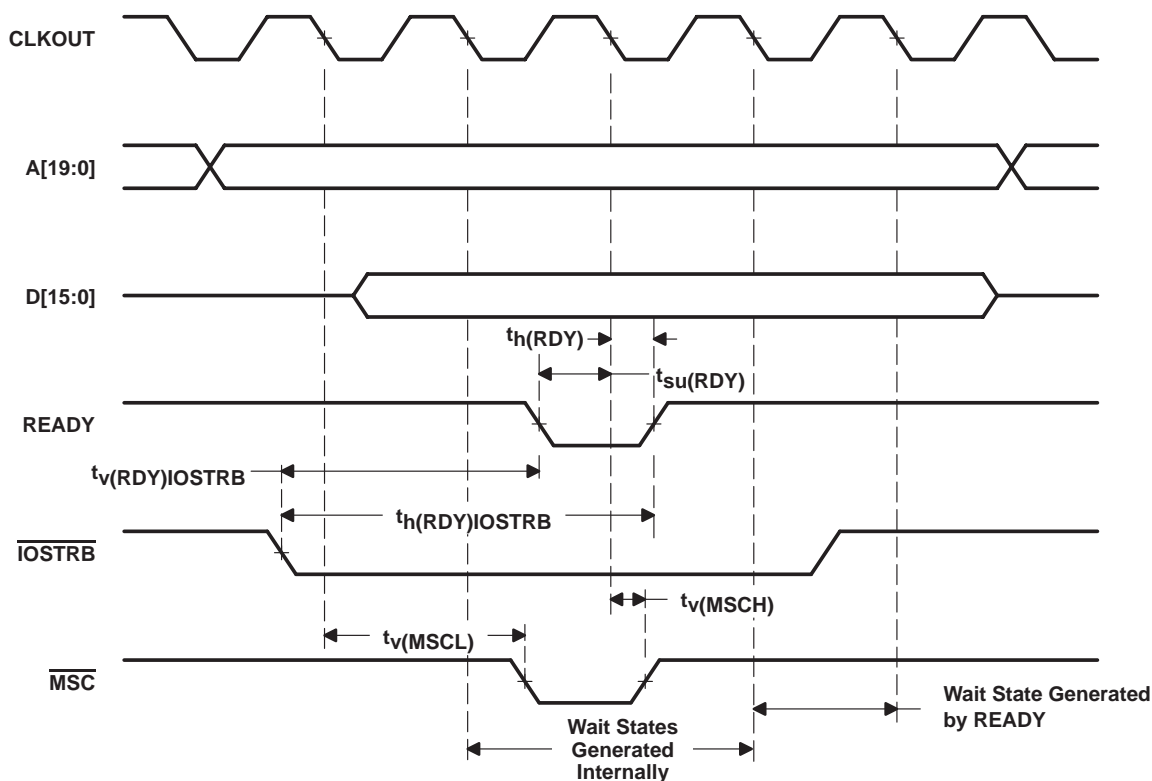 CLKOUT
A[19:0]
D[15:0]
th(RDY)
tsu(RDY)
READY
tv(RDY)IOSTRB
th(RDY)IOSTRB
IOSTRB
tv(MSCH)
tv(MSCL)
MSC
Wait State Generated
by READY
Wait States
Generated
Internally